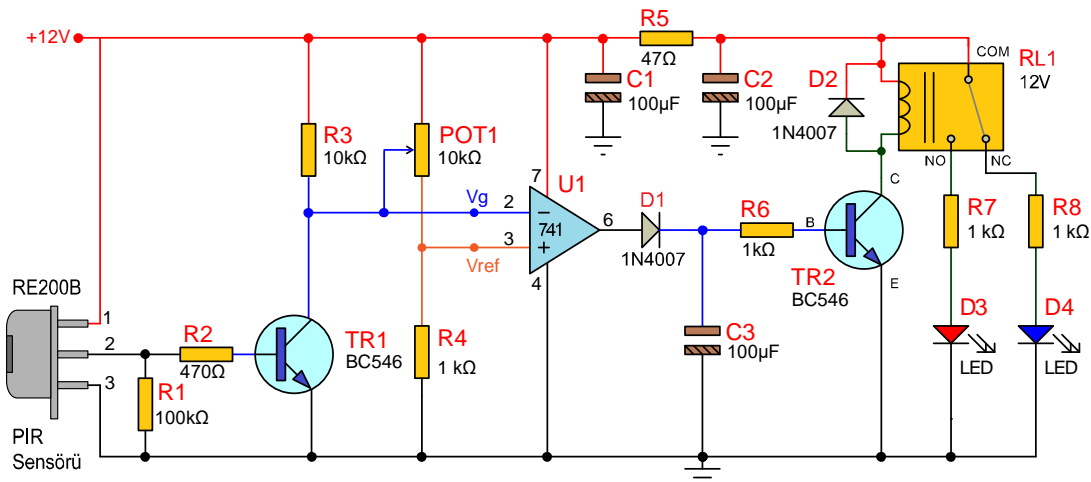 +12V
R5
47Ω
C1
100µF
C2
100µF
D2
1N4007
COM
RL1
12V
NO
NC
R3
10kΩ
POT1
10kΩ
Vg
Vref
7
2
3
4
6
U1
741
−
+
D1
1N4007
R6
1kΩ
B
C
E
TR2
BC546
R7
1 kΩ
R8
1 kΩ
RE200B
1
2
3
R2
470Ω
R1
100kΩ
TR1
BC546
R4
1 kΩ
C3
100µF
D3
LED
D4
LED
PIR
Sensörü